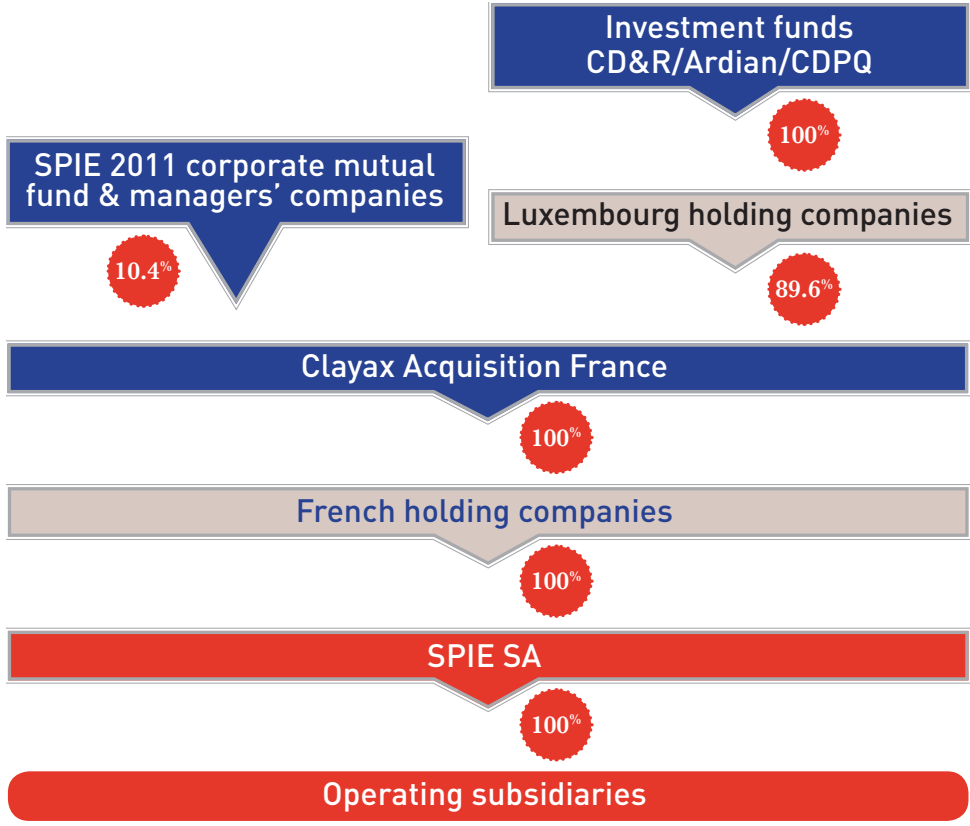 Investment funds
CD&R/Ardian/CDPQ
100%
SPIE 2011 corporate mutual
fund & managers’ companies
10.4%
Luxembourg holding companies
89.6%
Clayax Acquisition France
100%
French holding companies
100%
SPIE SA
100%
Operating subsidiaries